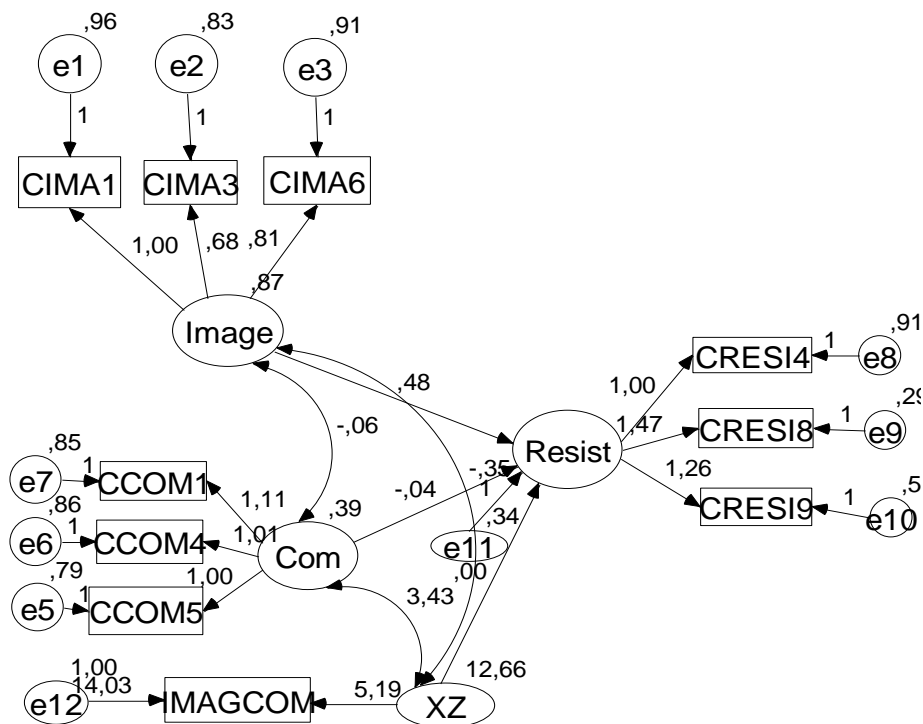 ,96 ,83 ,91
e1 e2 e3
1 1 1
CIMA1 CIMA3 CIMA6
1,00 ,68 ,81
,87
Image
,91
CRESI4 1 e8
,48 1,00
,29
-,06 1,47 CRESI8 1 e9
Resist
,85 -,35 1,26
e7 1 CCOM1 -,04 1 CRESI9 1 ,5
e10
,86 1,11 ,39 ,34
e6 1 CCOM4 1,01 Com e11
,79 1,00 ,00
e5 1 CCOM5 3,43
1,00 12,66
14,03 5,19
e12 IMAGCOM XZ